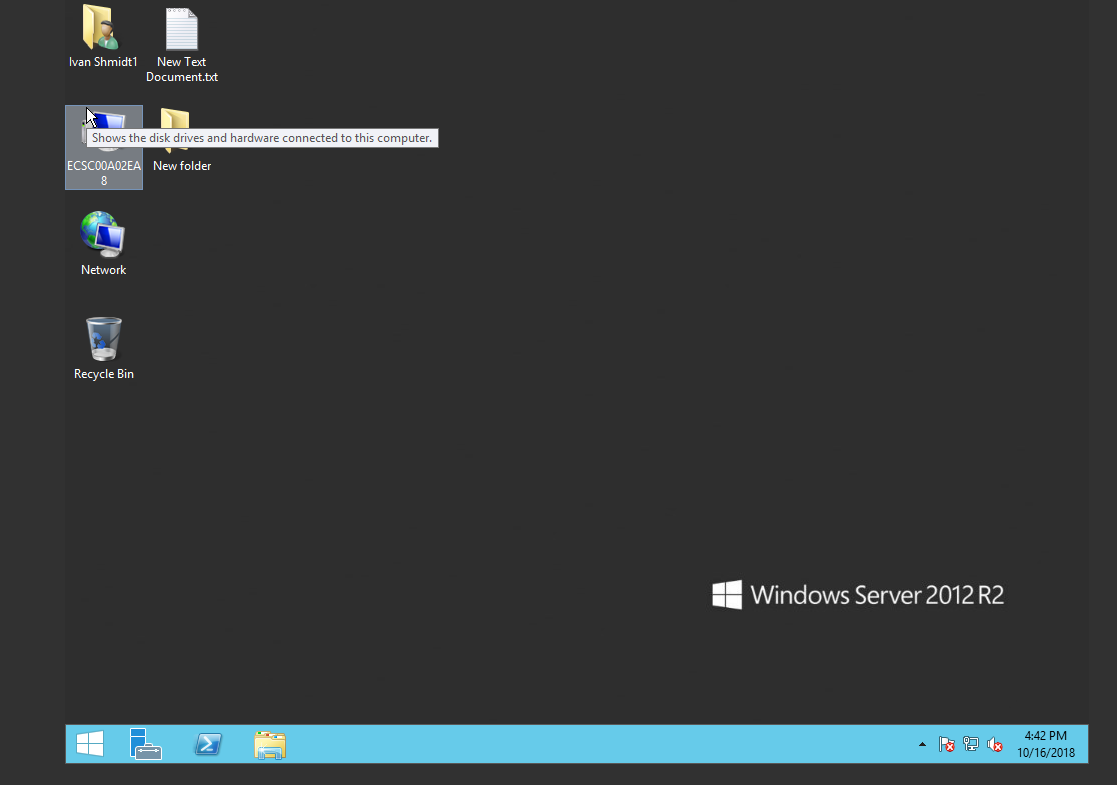 Ivan Shmidt1
New Text
Document.txt
Shows the disk drives and hardware connected to this computer.
ECSC00A02EA
8
New folder
Network
Recycle Bin
Windows Server 2012 R2
4:42 PM
10/16/2018